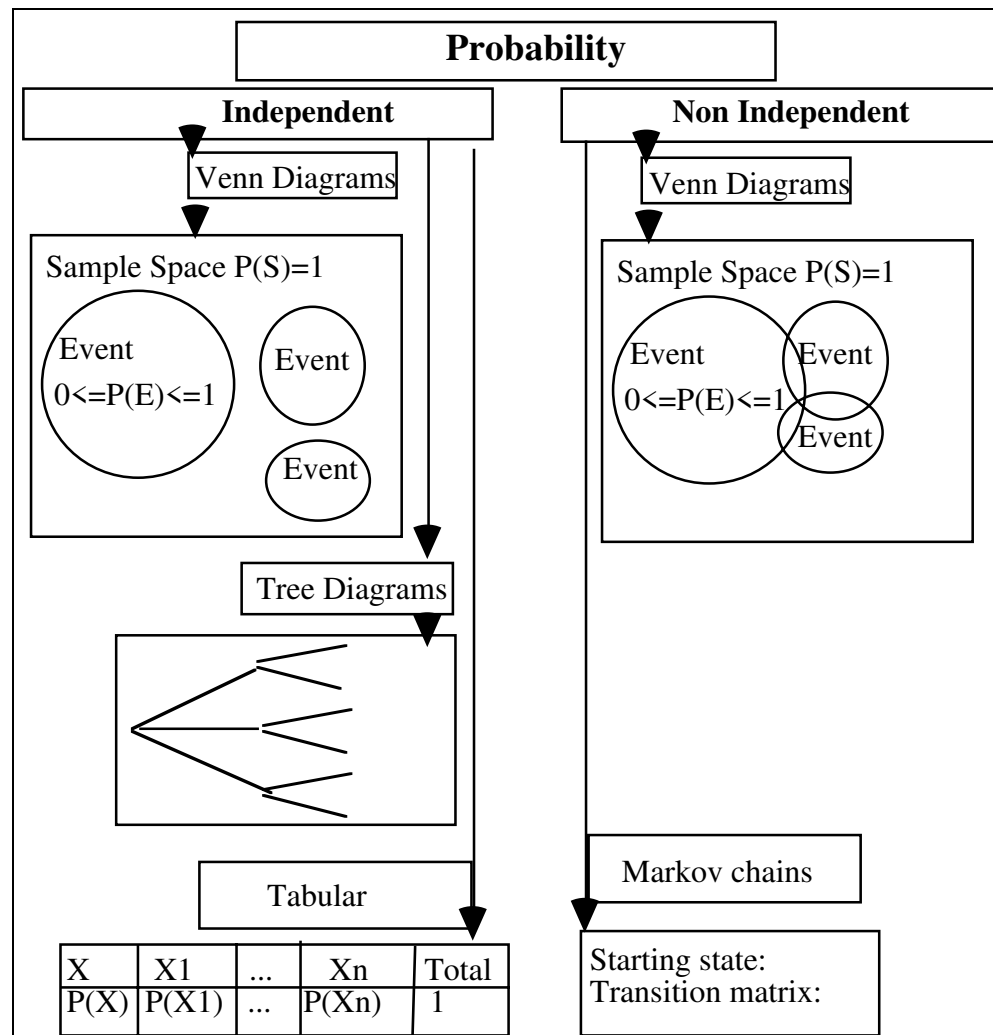 Probability
Independent
Non Independent
Venn Diagrams
Venn Diagrams
Sample Space P(S)=1
Event
0<=P(E)<=1
Event
Event
Sample Space P(S)=1
Event
0<=P(E)<=1
Event
Event
Tree Diagrams
Tabular
Markov chains
X X1 ... Xn Total
P(X) P(X1) ... P(Xn) 1
Starting state:
Transition matrix: